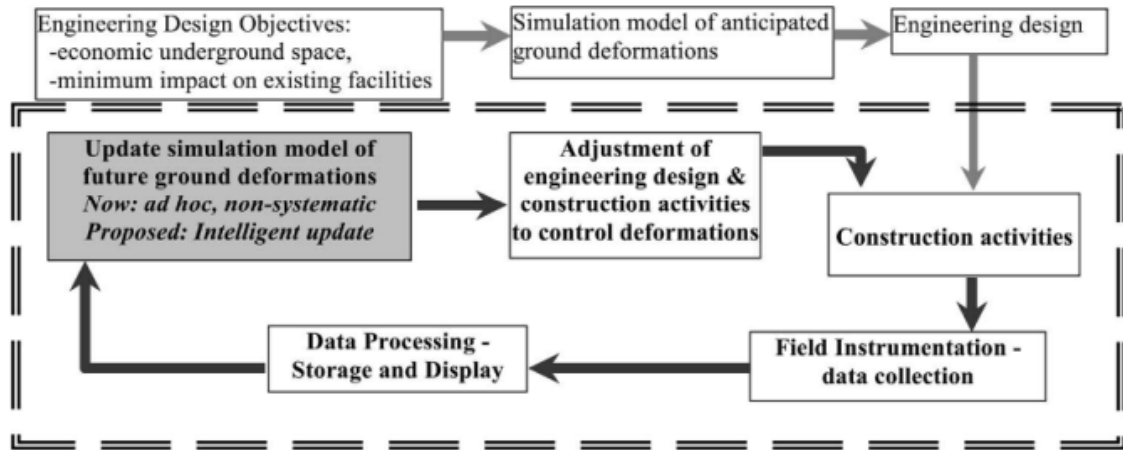 Engineering Design Objectives:
-economic underground space,
-minimum impact on existing facilities
Simulation model of anticipated
ground deformations
Engineering design
Update simulation model of
future ground deformations
Now: ad hoc, non-systematic
Proposed: Intelligent update
Adjustment of
engineering design &
construction activities
to control deformations
Construction activities
Data Processing -
Storage and Display
Field Instrumentation -
data collection